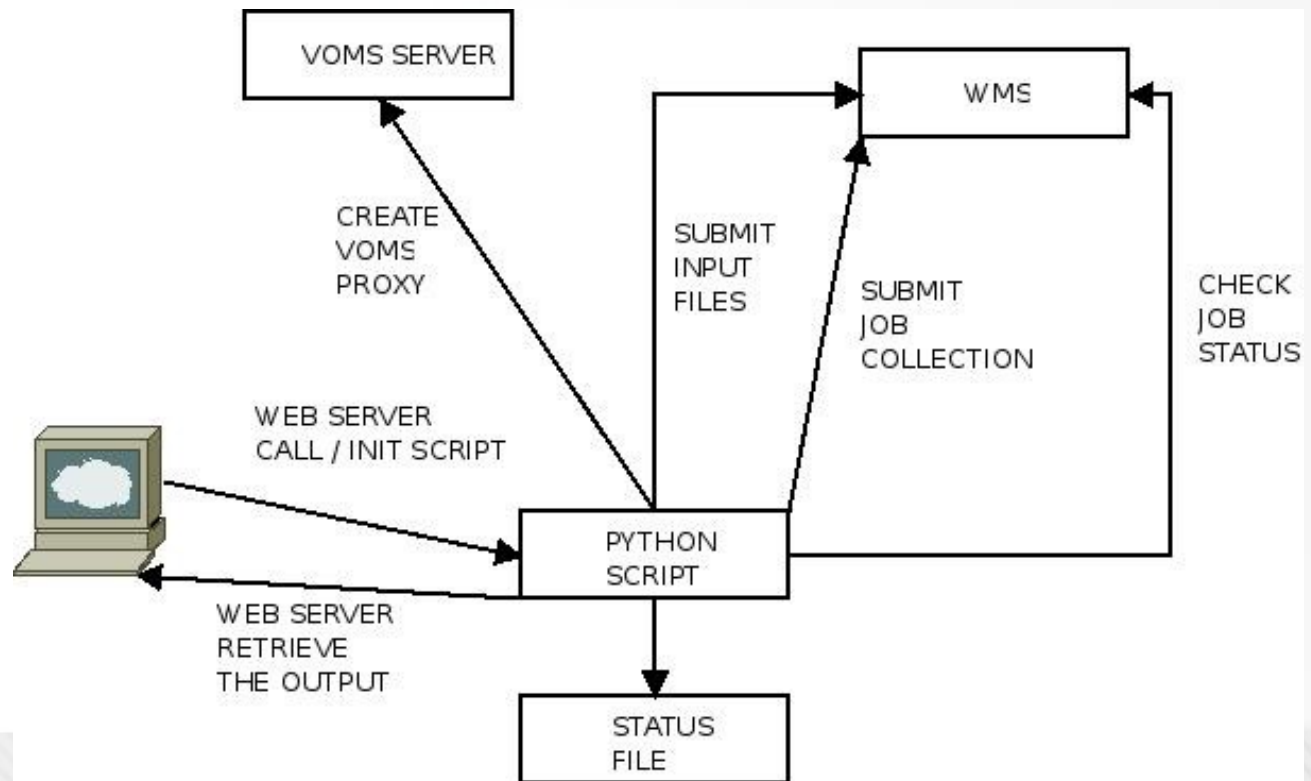 VOMS SERVER
WMS
CREATE
VOMS
PROXY
SUBMIT
INPUT
FILES
SUBMIT
JOB
COLLECTION
CHECK
JOB
STATUS
WEB SERVER
CALL / INIT SCRIPT
PYTHON
SCRIPT
WEB SERVER
RETRIEVE
THE OUTPUT
STATUS
FILE